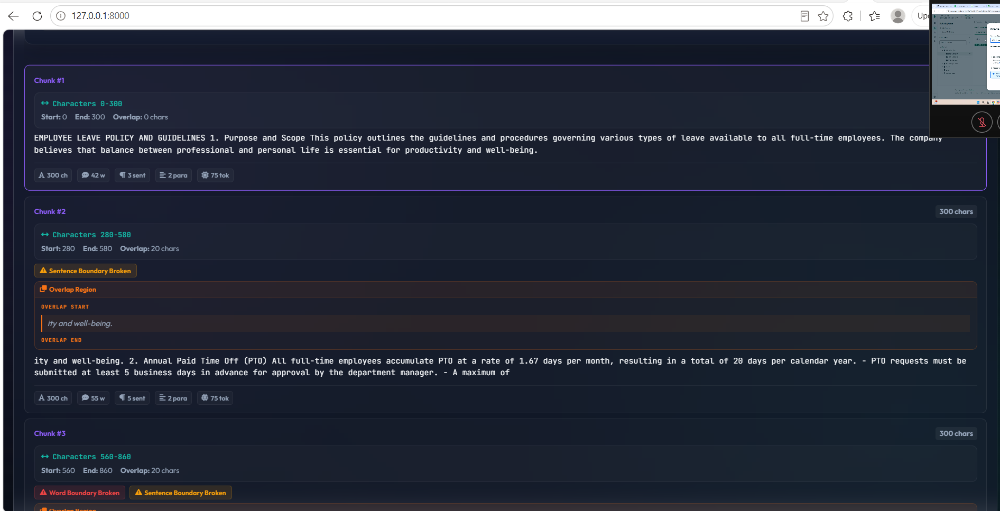 127.0.0.1:8000
Chunk #1
Characters 0-300
Start: 0 End: 300 Overlap: 0 chars
EMPLOYEE LEAVE POLICY AND GUIDELINES 1. Purpose and Scope This policy outlines the guidelines and procedures governing various types of leave available to all full-time employees. The company
believes that balance between professional and personal life is essential for productivity and well-being.
300 ch 42 w 3 sent 2 para 75 tok
Chunk #2
300 chars
Characters 280-580
Start: 280 End: 580 Overlap: 20 chars
Sentence Boundary Broken
Overlap Region
OVERLAP START
ity and well-being.
OVERLAP END
ity and well-being. 2. Annual Paid Time Off (PTO) All full-time employees accumulate PTO at a rate of 1.67 days per month, resulting in a total of 20 days per calendar year. - PTO requests must be
submitted at least 5 business days in advance for approval by the department manager. - A maximum of
300 ch 55 w 5 sent 2 para 75 tok
Chunk #3
300 chars
Characters 560-860
Start: 560 End: 860 Overlap: 20 chars
Word Boundary Broken Sentence Boundary Broken
Overlap Region